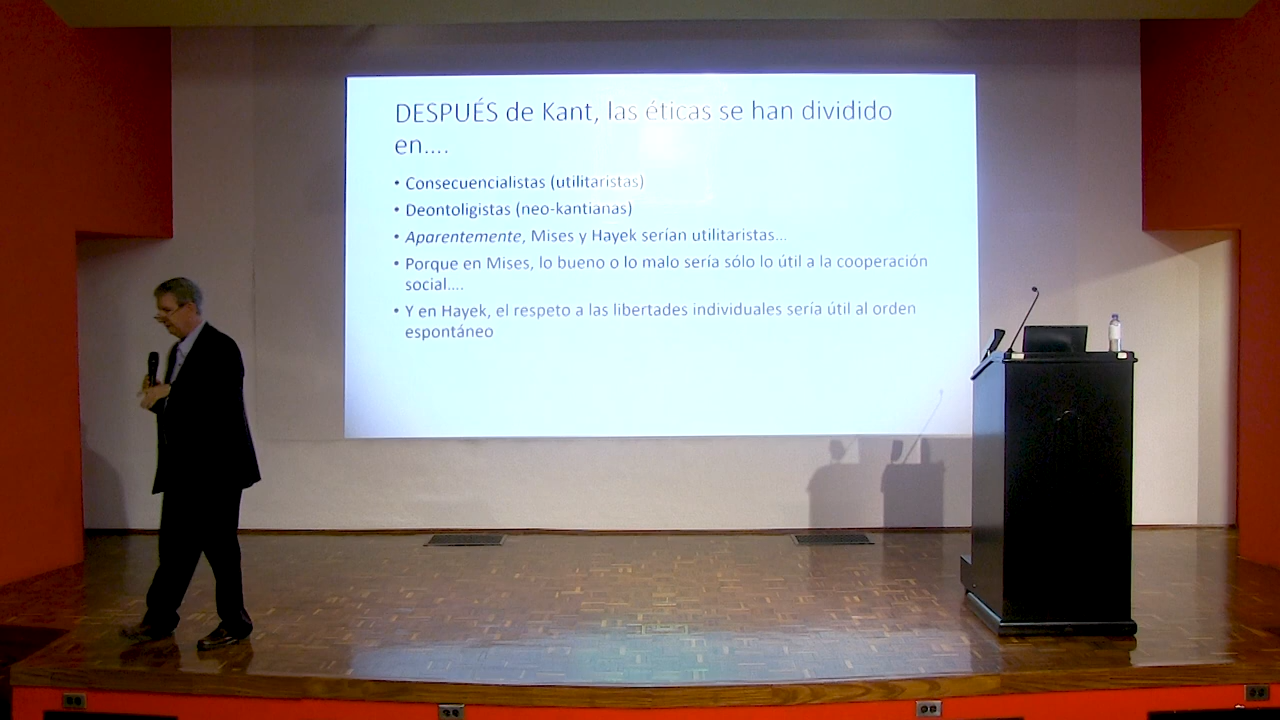 DESPUÉS de Kant, las éticas se han dividido
en....
• Consecuencialistas (utilitaristas)
• Deontoligistas (neo-kantianas)
• Aparentemente, Mises y Hayek serían utilitaristas...
• Porque en Mises, lo bueno o lo malo sería sólo lo útil a la cooperación
social....
• Y en Hayek, el respeto a las libertades individuales sería útil al orden
espontáneo